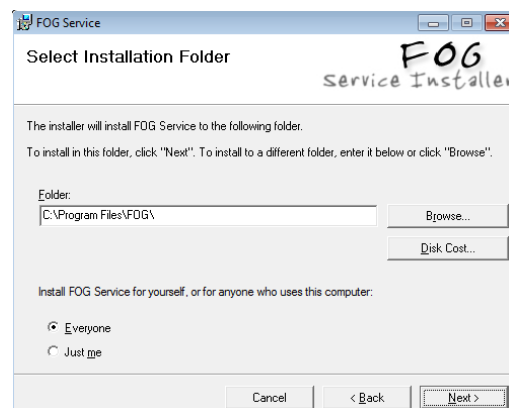 FOG Service
Select Installation Folder
FOG
Service Installer
The installer will install FOG Service to the following folder.
To install in this folder, click "Next". To install to a different folder, enter it below or click "Browse".
Folder:
C:\Program Files\FOG\
Browse...
Disk Cost...
Install FOG Service for yourself, or for anyone who uses this computer:
Everyone
Just me
Cancel
< Back
Next >